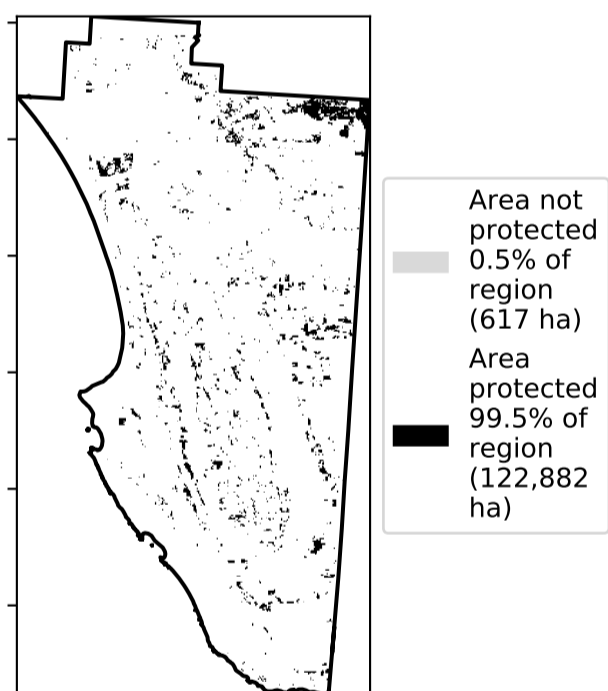 Area not
protected
0.5% of
region
(617 ha)
Area
protected
99.5% of
region
(122,882
ha)